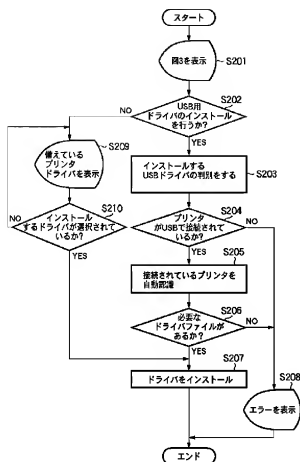 スタート
図3を表示
S201
USB用
ドライバのインストール
を行うか?
S202
NO
YES
インストールする
USBドライバの判別をする
S203
備えている
プリンタ
ドライバを表示
S209
インストール
するドライバが選択されて
いるか?
S210
NO
YES
プリンタ
がUSBで接続されて
いるか?
S204
NO
YES
接続されているプリンタを
自動認識
S205
必要な
ドライバファイルが
あるか?
S206
NO
YES
ドライバをインストール
S207
エラーを表示
S208
エンド